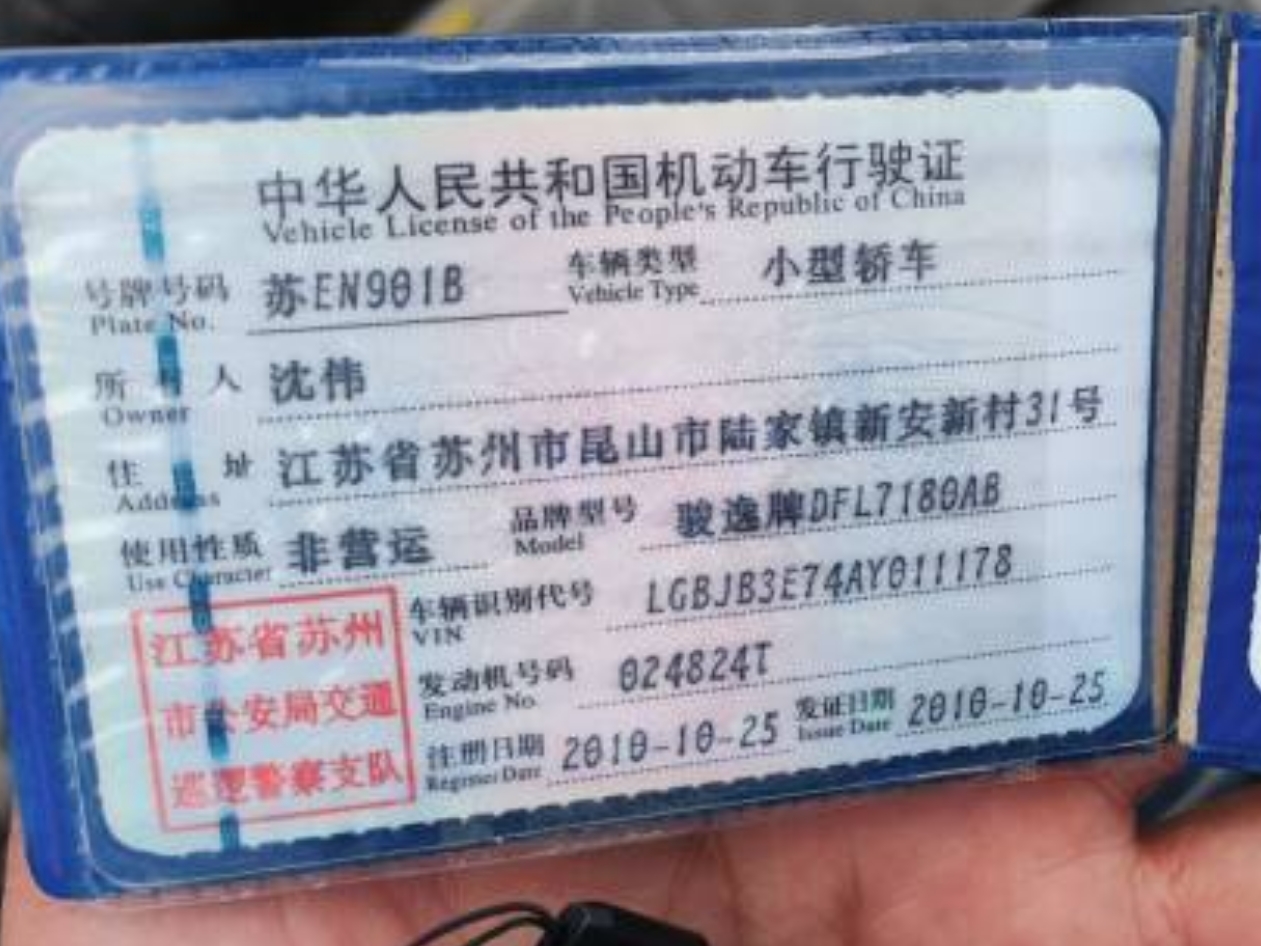 中华人民共和国机动车行驶证
Vehicle License of the People's Republic of China
号牌号码 苏EN901B 车辆类型 小型轿车
Plate No. Vehicle Type
所有人 沈伟
Owner
住址 江苏省苏州市昆山市陆家镇新安新村31号
Address
使用性质 非营运 品牌型号 骏逸牌DFL7180AB
Use Character Model
车辆识别代号 LGBJB3E74AY011178
VIN
发动机号码 024824T
Engine No.
注册日期 2010-10-25 发证日期 2010-10-25
Register Date Issue Date
江苏省苏州
市公安局交通
巡逻警察支队